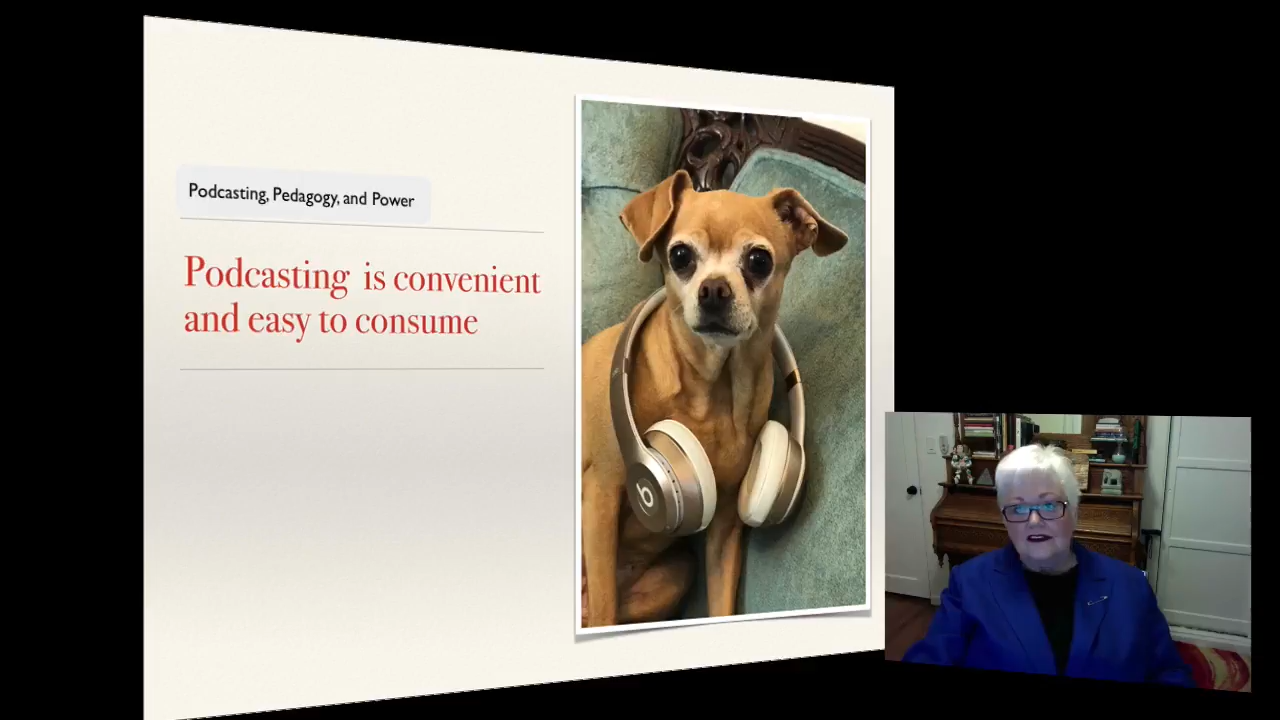 Podcasting, Pedagogy, and Power
Podcasting is convenient
and easy to consume
b